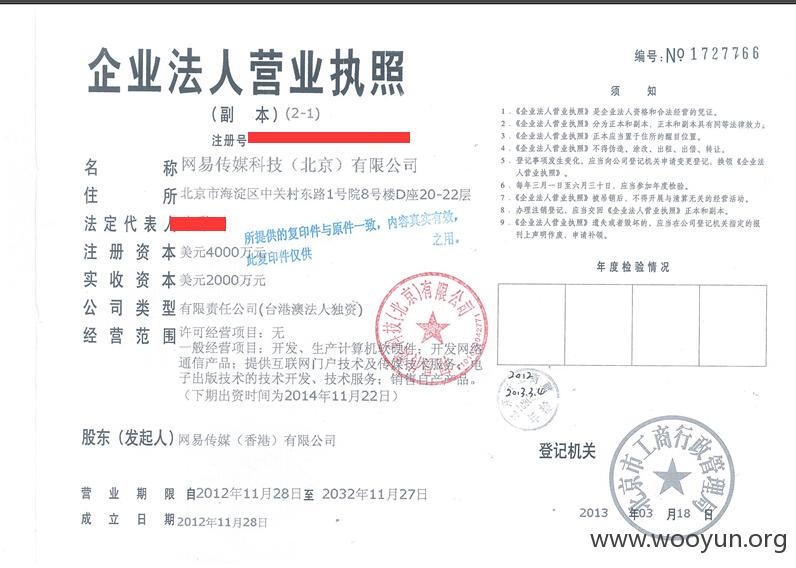 企业法人营业执照
（副 本）(2-1)
注册号
名 称 网易传媒科技（北京）有限公司
住 所 北京市海淀区中关村东路1号院8号楼D座20-22层
法定代表人
注册资本 美元4000万元
实收资本 美元2000万元
公司类型 有限责任公司(台港澳法人独资)
经营范围 许可经营项目：无
一般经营项目：开发、生产计算机软硬件；开发网络
通信产品；提供互联网门户技术及传媒技术服务、电
子出版技术的技术开发、技术服务；销售自产产品。
（下期出资时间为2014年11月22日）
所提供的复印件与原件一致，内容真实有效。
此复印件仅供 之用。
股东（发起人）网易传媒（香港）有限公司
营 业 期 限 自2012年11月28日至 2032年11月27日
成 立 日 期 2012年11月28日
编号：No 1727766
须 知
1．《企业法人营业执照》是企业法人资格和合法经营的凭证。
2．《企业法人营业执照》分为正本和副本，正本和副本具有同等法律效力。
3．《企业法人营业执照》正本应当置于住所的醒目位置。
4．《企业法人营业执照》不得伪造、涂改、出租、出借、转让。
5．登记事项发生变化，应当向公司登记机关申请变更登记，换领《企业法人
营业执照》。
6．每年三月一日至六月三十日，应当参加年度检验。
7．《企业法人营业执照》被吊销后，不得开展与清算无关的经营活动。
8．办理注销登记，应当交回《企业法人营业执照》正本和副本。
9．《企业法人营业执照》遗失或者毁坏的，应当在公司登记机关指定的报
刊上声明作废，申请补领。
年度检验情况
2012
2013.3.4
登记机关
北京市工商行政管理局
2013 年03 月18 日
www.wooyun.org